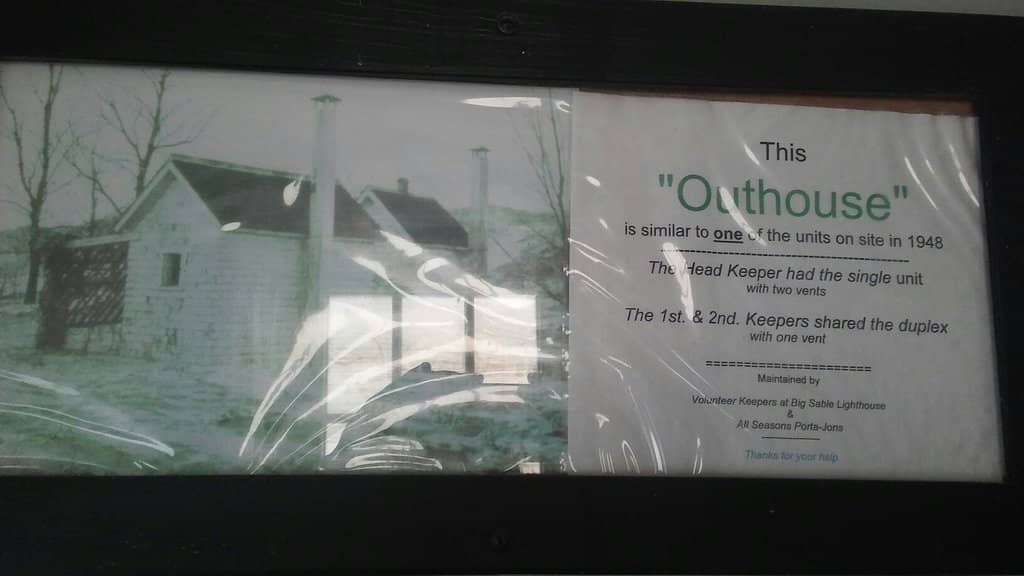 This
"Outhouse"
is similar to one of the units on site in 1948
--------------------------------------------------
The Head Keeper had the single unit
with two vents
The 1st. & 2nd. Keepers shared the duplex
with one vent
======================
Maintained by
Volunteer Keepers at Big Sable Lighthouse
&
All Seasons Porta-Jons
--------------------
Thanks for your help